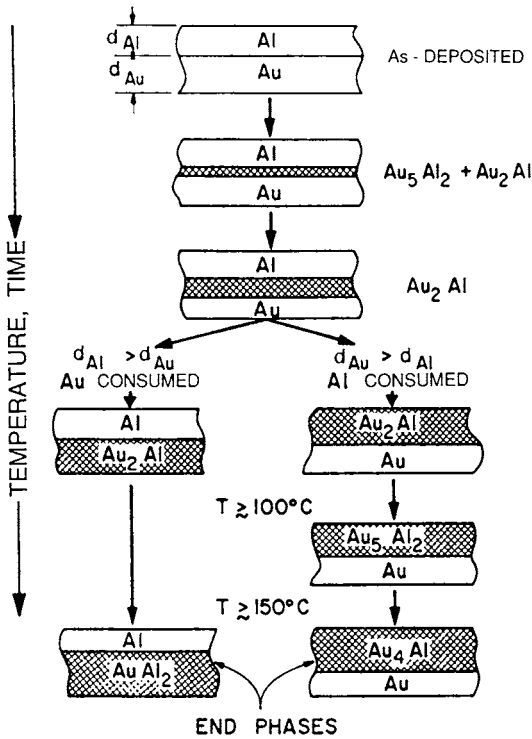 d Al
Al
As - DEPOSITED
d Au
Au
Al
Au5 Al2 + Au2 Al
Au
Al
Au2 Al
Au
TEMPERATURE, TIME
dAl > dAu
Au CONSUMED
dAu > dAl
Al CONSUMED
Al
Au2 Al
Au2 Al
Au
T ≳ 100°C
Au5 Al2
Au
T ≳ 150°C
Al
Au Al2
Au4 Al
Au
END PHASES